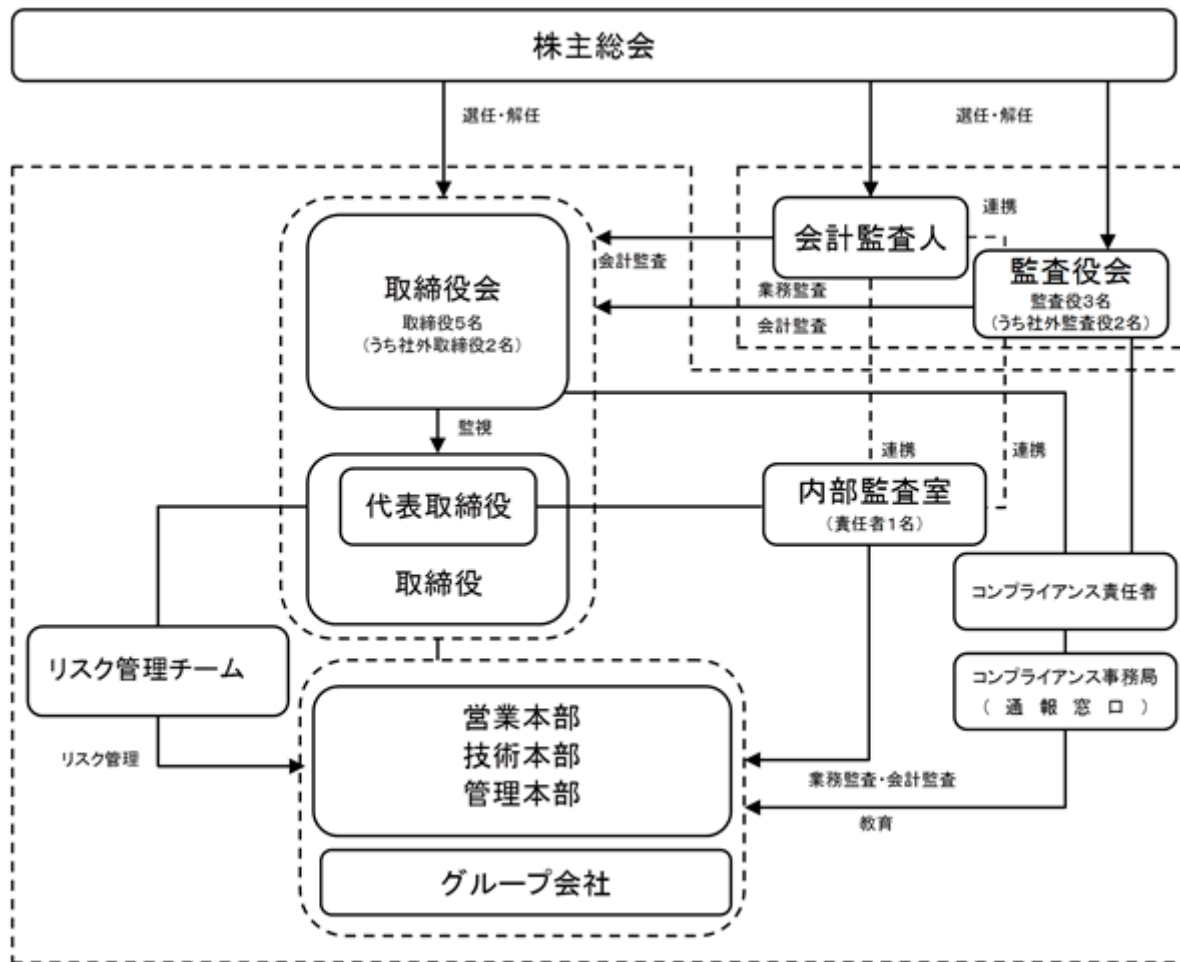 株主総会
選任・解任
選任・解任
会計監査人
連携
監査役会
監査役3名
(うち社外監査役2名)
取締役会
取締役5名
(うち社外取締役2名)
会計監査
業務監査
会計監査
監視
連携
連携
代表取締役
取締役
内部監査室
(責任者1名)
コンプライアンス責任者
リスク管理チーム
コンプライアンス事務局
(通報窓口)
営業本部
技術本部
管理本部
リスク管理
業務監査・会計監査
教育
グループ会社